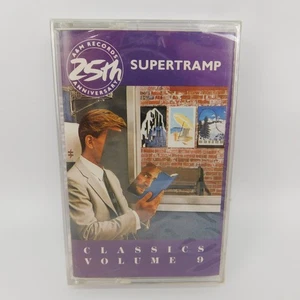 A&M RECORDS
25th
ANNIVERSARY
SUPERTRAMP
CLASSICS
VOLUME 9